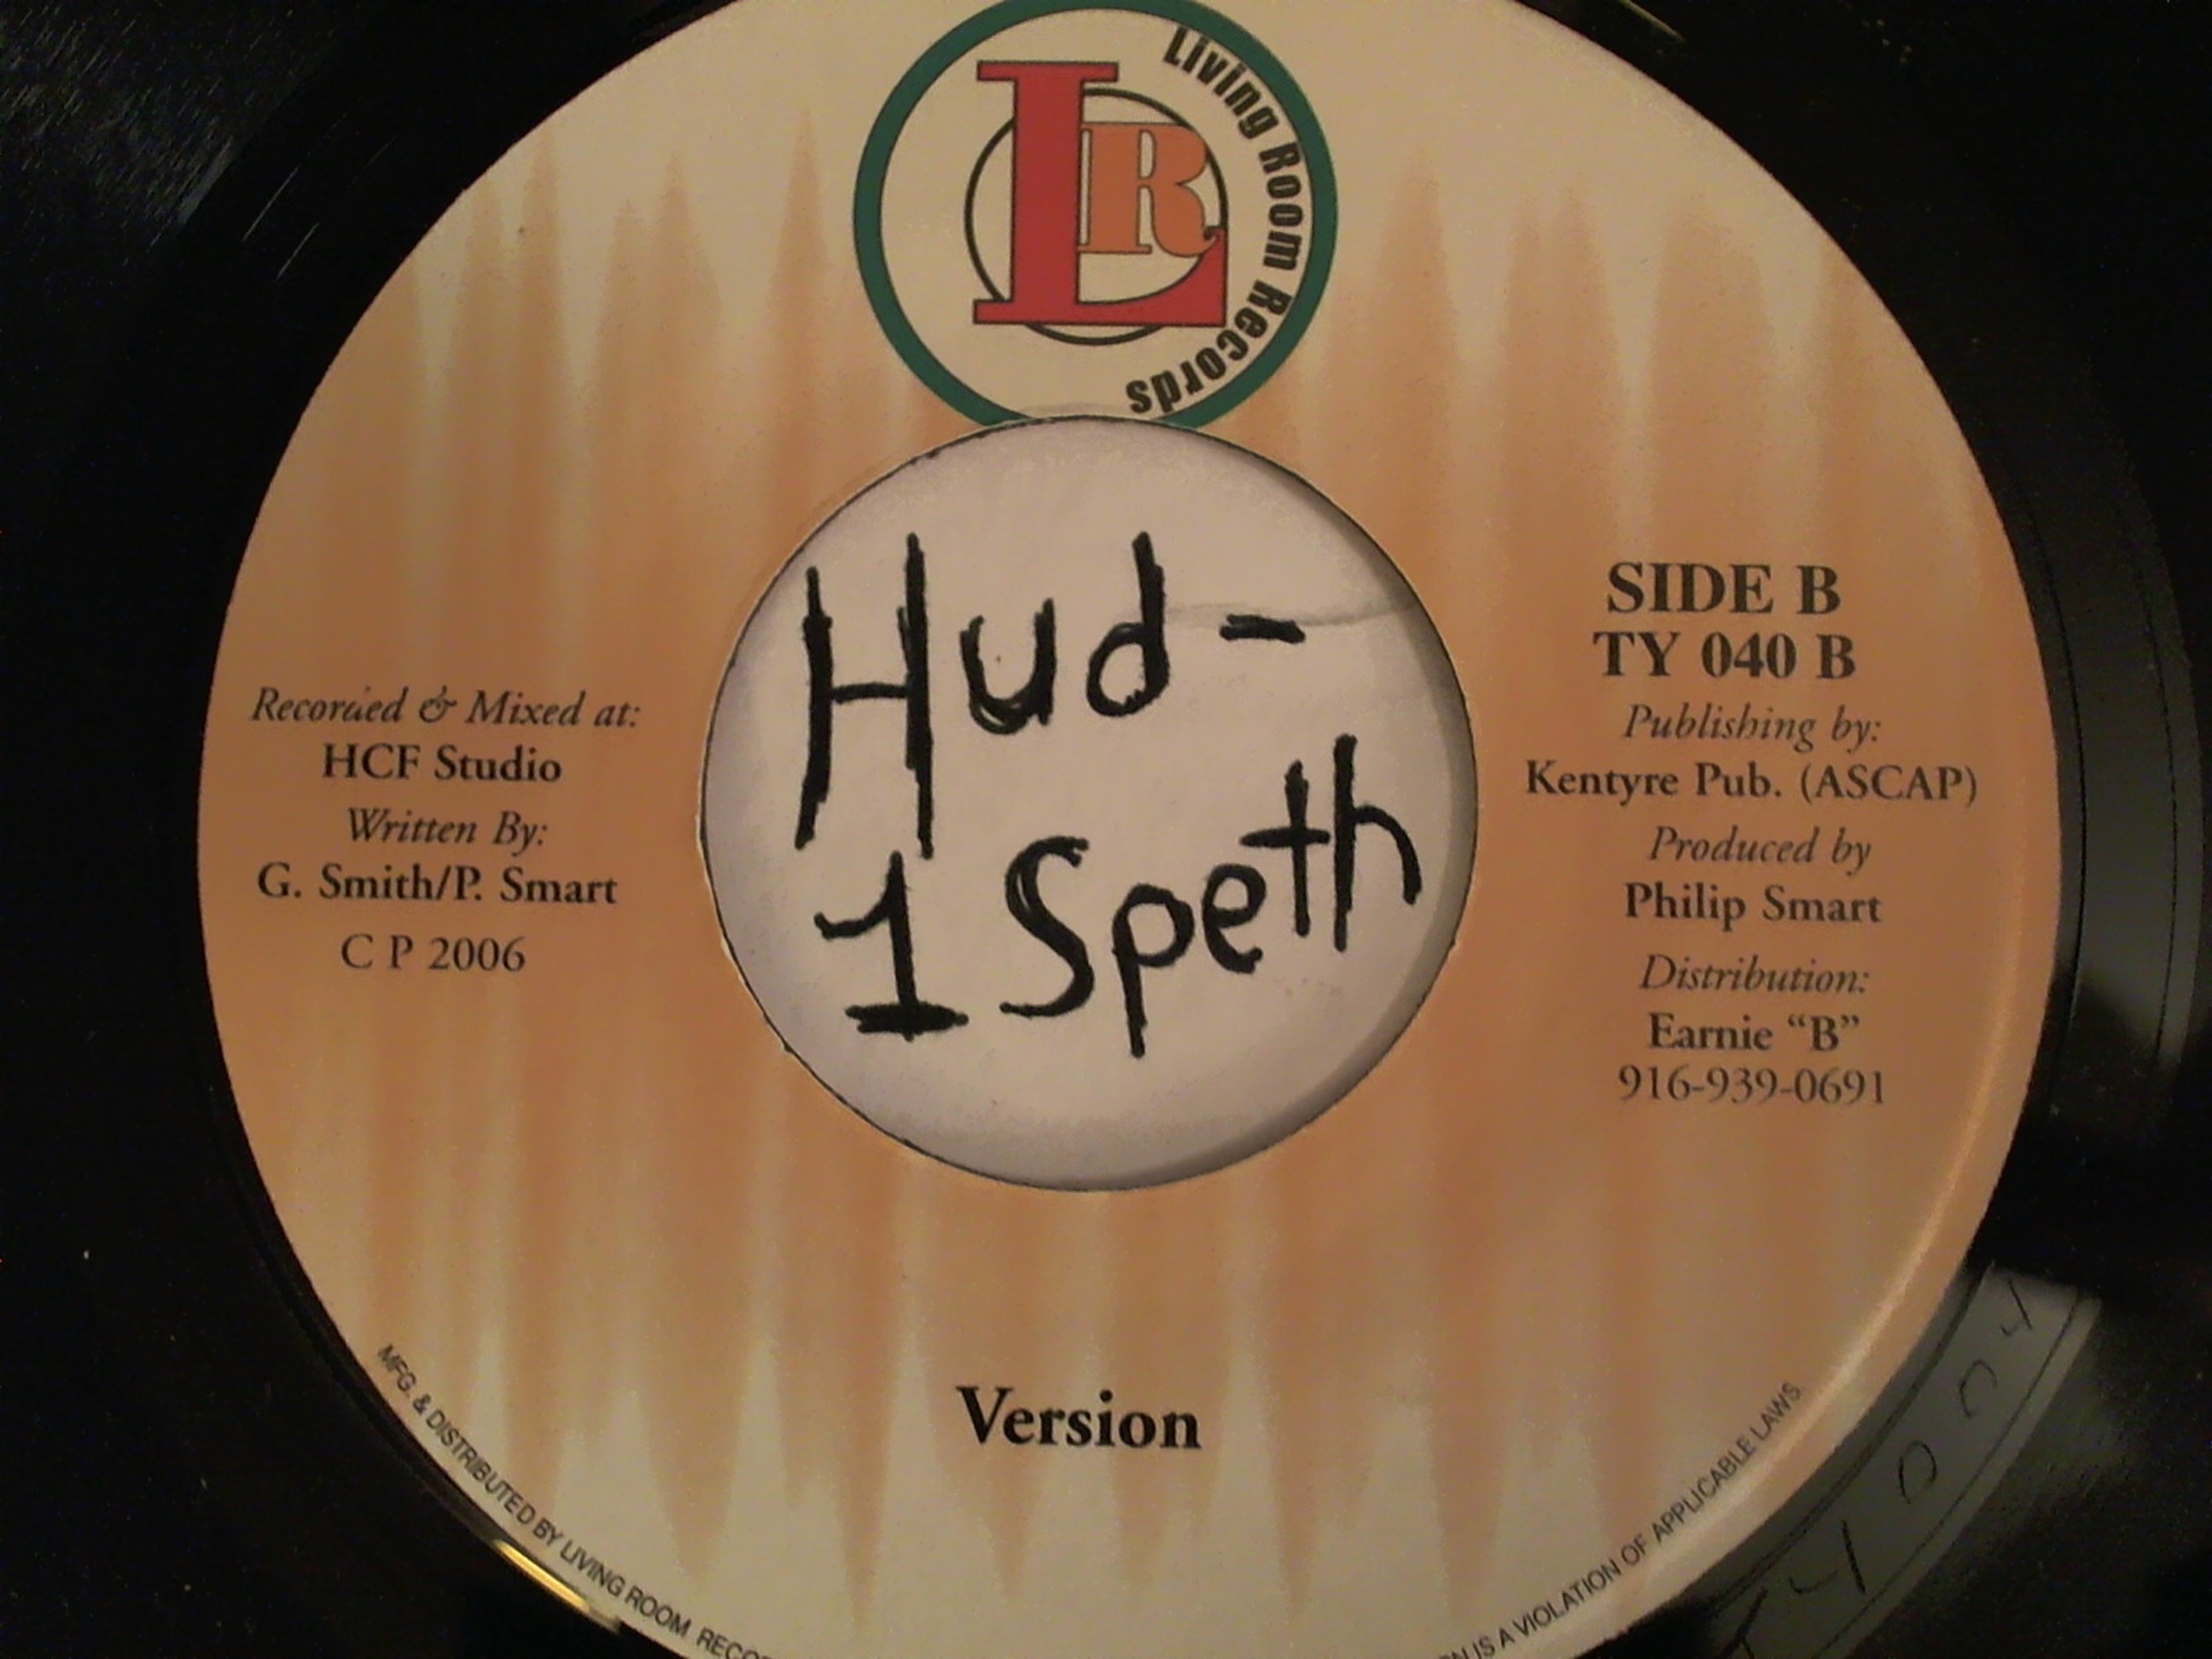 LR
Living Room Records
Hud-
1 Speth
Recorded & Mixed at:
HCF Studio
Written By:
G. Smith/P. Smart
C P 2006
SIDE B
TY 040 B
Publishing by:
Kentyre Pub. (ASCAP)
Produced by
Philip Smart
Distribution:
Earnie “B”
916-939-0691
Version
MFG. & DISTRIBUTED BY LIVING ROOM
IS A VIOLATION OF APPLICABLE LAWS